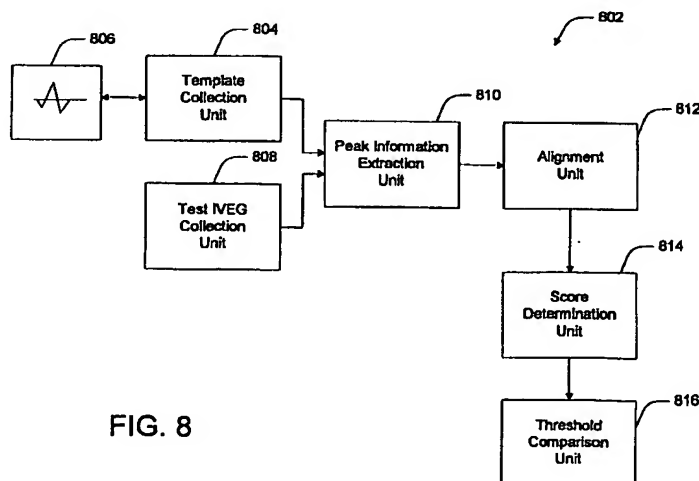 806
804
802
Template
Collection
Unit
810
812
Peak Information
Extraction
Unit
Alignment
Unit
808
Test IVEG
Collection
Unit
814
Score
Determination
Unit
816
Threshold
Comparison
Unit
FIG. 8